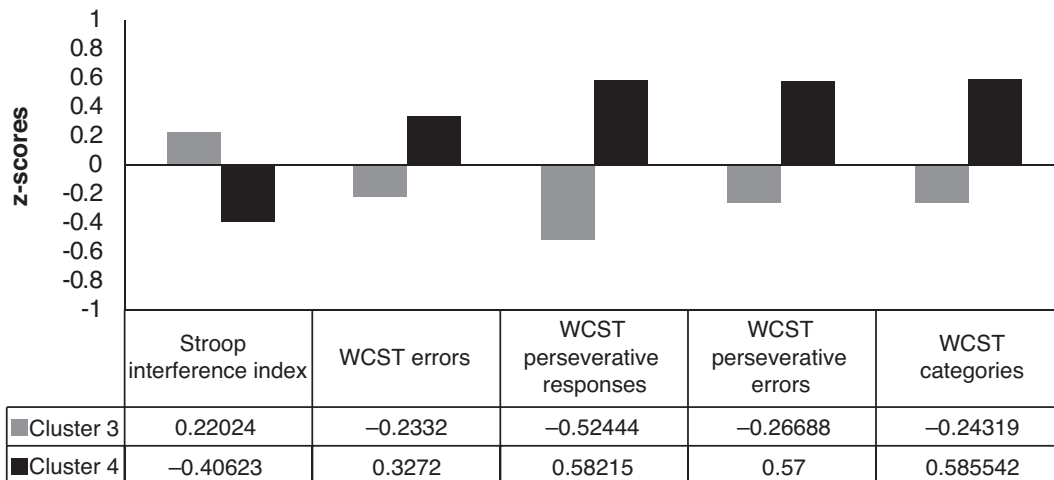 1
0.8
0.6
0.4
0.2
0
-0.2
-0.4
-0.6
-0.8
-1
z-scores
Stroop
interference index
WCST errors
WCST
perseverative
responses
WCST
perseverative
errors
WCST
categories
Cluster 3 0.22024 –0.2332 –0.52444 –0.26688 –0.24319
Cluster 4 –0.40623 0.3272 0.58215 0.57 0.585542